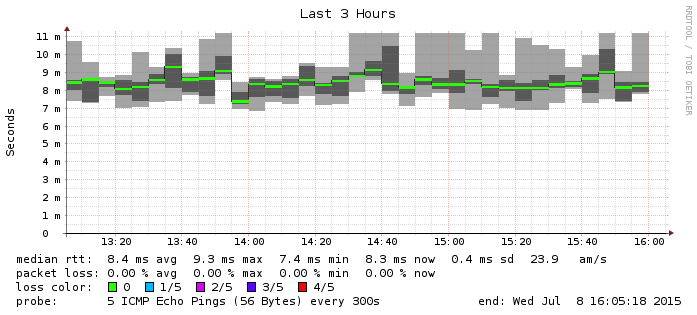 Last 3 Hours
RRDTOOL / TOBI OETIKER
Seconds
11 m
10 m
9 m
8 m
7 m
6 m
5 m
4 m
3 m
2 m
1 m
0
13:20 13:40 14:00 14:20 14:40 15:00 15:20 15:40 16:00
median rtt: 8.4 ms avg 9.3 ms max 7.4 ms min 8.3 ms now 0.4 ms sd 23.9 am/s
packet loss: 0.00 % avg 0.00 % max 0.00 % min 0.00 % now
loss color: 0 1/5 2/5 3/5 4/5
probe: 5 ICMP Echo Pings (56 Bytes) every 300s end: Wed Jul 8 16:05:18 2015